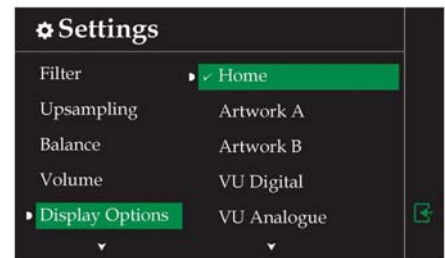 Settings
Filter
Upsampling
Balance
Volume
Display Options
Home
Artwork A
Artwork B
VU Digital
VU Analogue